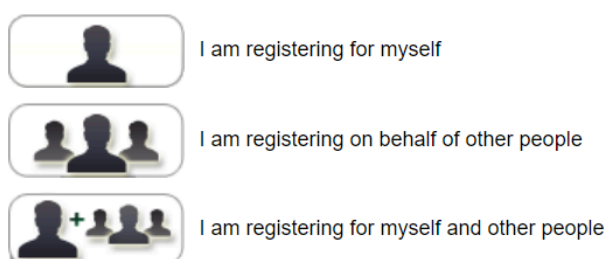 I am registering for myself
I am registering on behalf of other people
I am registering for myself and other people